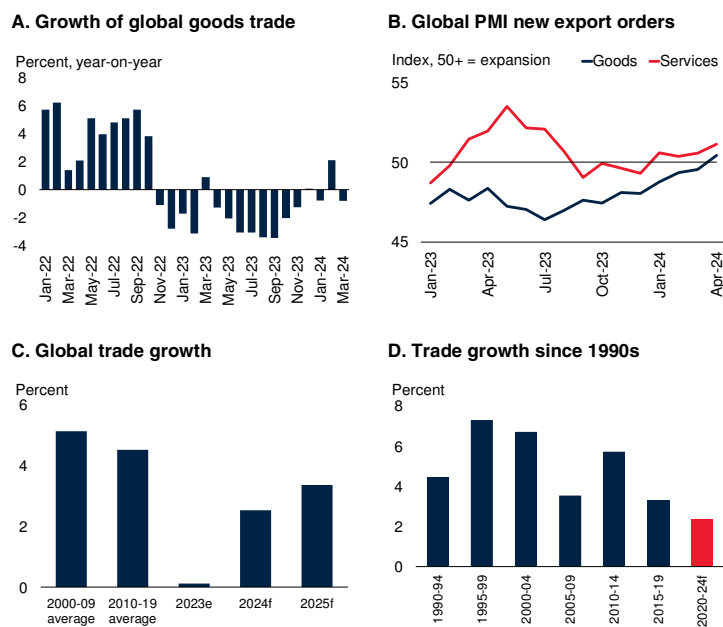 A. Growth of global goods trade
Percent, year-on-year
8
6
4
2
0
-2
-4
Jan-22
Mar-22
May-22
Jul-22
Sep-22
Nov-22
Jan-23
Mar-23
May-23
Jul-23
Sep-23
Nov-23
Jan-24
Mar-24
B. Global PMI new export orders
Index, 50+ = expansion
Goods
Services
55
50
45
Jan-23
Apr-23
Jul-23
Oct-23
Jan-24
Apr-24
C. Global trade growth
Percent
6
4
2
0
2000-09
average
2010-19
average
2023e
2024f
2025f
D. Trade growth since 1990s
Percent
8
6
4
2
0
1990-94
1995-99
2000-04
2005-09
2010-14
2015-19
2020-24f